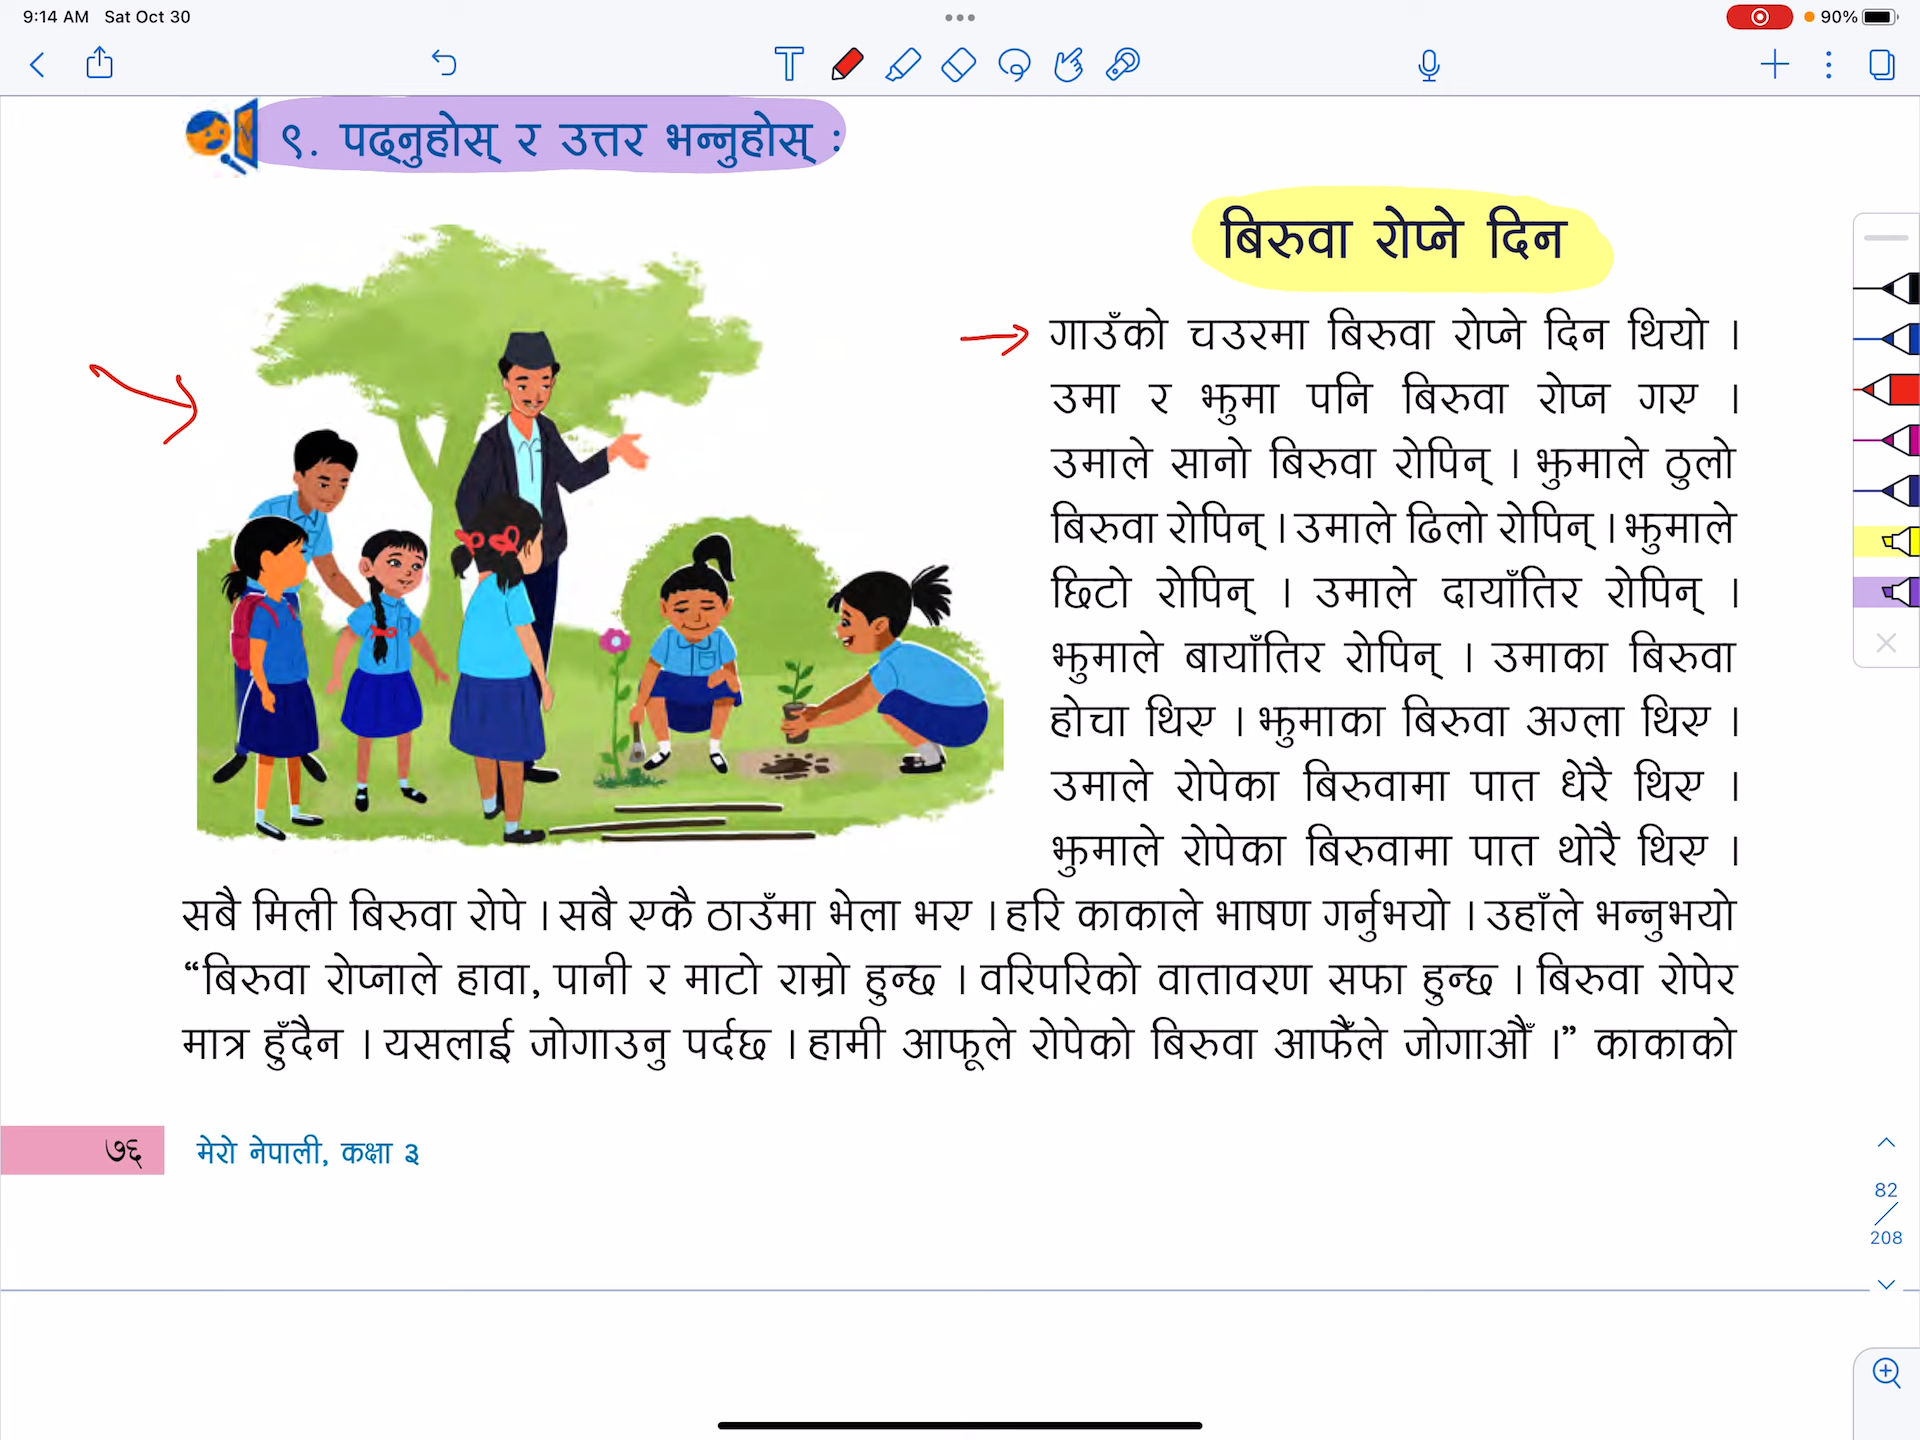 9:14 AM Sat Oct 30
90%
९. पढ्नुहोस् र उत्तर भन्नुहोस् :
बिरुवा रोप्ने दिन
गाउँको चउरमा बिरुवा रोप्ने दिन थियो ।
उमा र झुमा पनि बिरुवा रोप्न गए ।
उमाले सानो बिरुवा रोपिन् । झुमाले ठुलो
बिरुवा रोपिन् । उमाले ढिलो रोपिन् । झुमाले
छिटो रोपिन् । उमाले दायाँतिर रोपिन् ।
झुमाले बायाँतिर रोपिन् । उमाका बिरुवा
होचा थिए । झुमाका बिरुवा अग्ला थिए ।
उमाले रोपेका बिरुवामा पात धेरै थिए ।
झुमाले रोपेका बिरुवामा पात थोरै थिए ।
सबै मिली बिरुवा रोपे । सबै एकै ठाउँमा भेला भए । हरि काकाले भाषण गर्नुभयो । उहाँले भन्नुभयो
“बिरुवा रोप्नाले हावा, पानी र माटो राम्रो हुन्छ । वरिपरिको वातावरण सफा हुन्छ । बिरुवा रोपेर
मात्र हुँदैन । यसलाई जोगाउनु पर्दछ । हामी आफूले रोपेको बिरुवा आफैँले जोगाऔँ ।” काकाको
७६ मेरो नेपाली, कक्षा ३
82
208